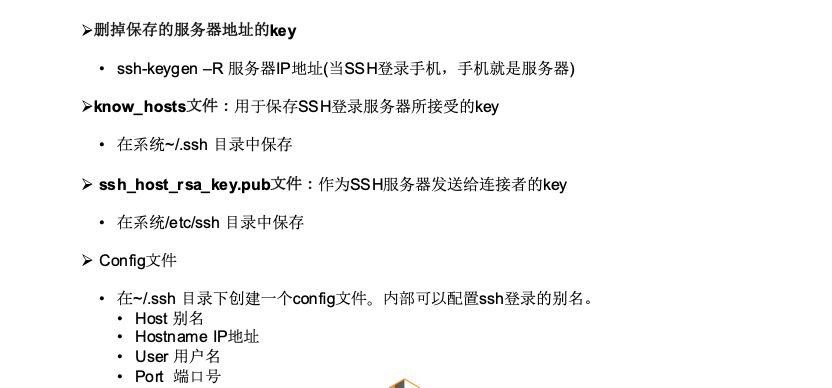 ➢删掉保存的服务器地址的key
• ssh-keygen –R 服务器IP地址(当SSH登录手机，手机就是服务器)
➢know_hosts文件：用于保存SSH登录服务器所接受的key
• 在系统~/.ssh 目录中保存
➢ ssh_host_rsa_key.pub文件：作为SSH服务器发送给连接者的key
• 在系统/etc/ssh 目录中保存
➢ Config文件
• 在~/.ssh 目录下创建一个config文件。内部可以配置ssh登录的别名。
• Host 别名
• Hostname IP地址
• User 用户名
• Port 端口号